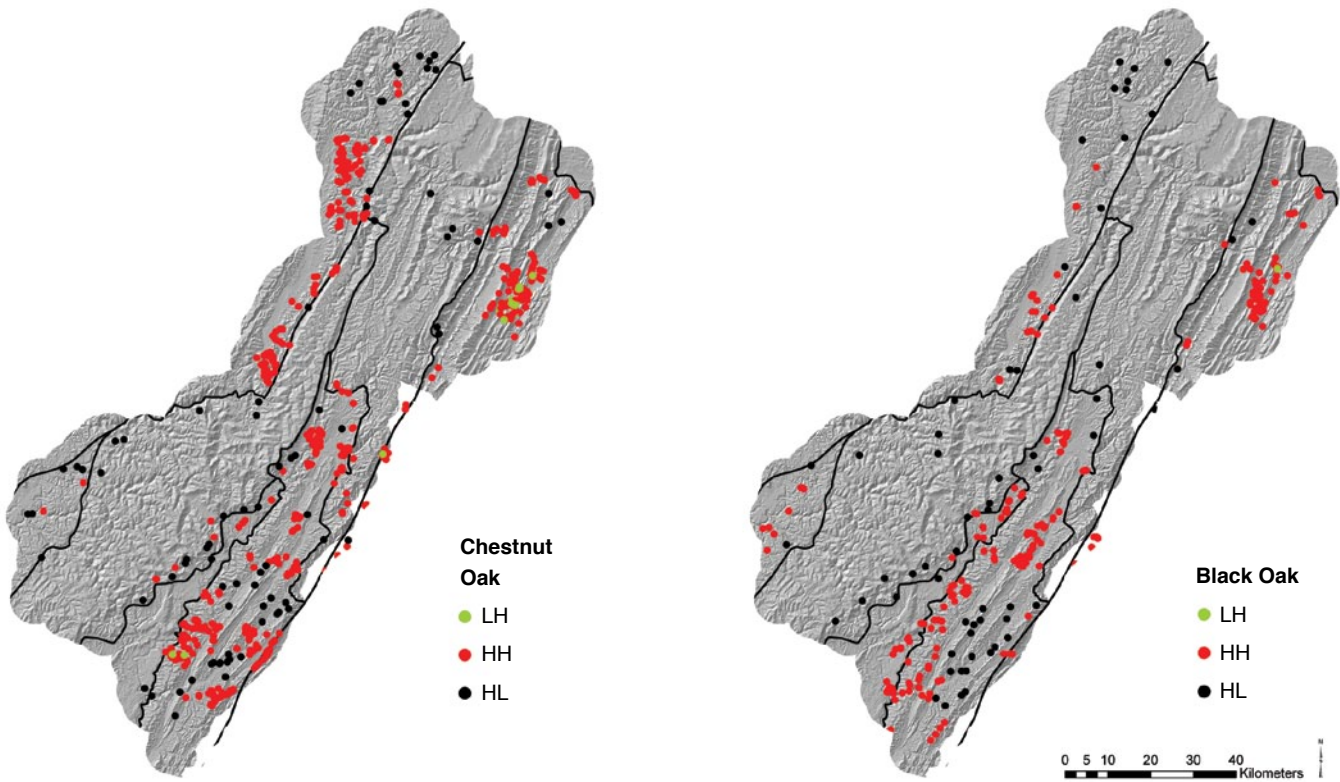 Chestnut
Oak
LH
HH
HL
Black Oak
LH
HH
HL
N
0 5 10 20 30 40
Kilometers